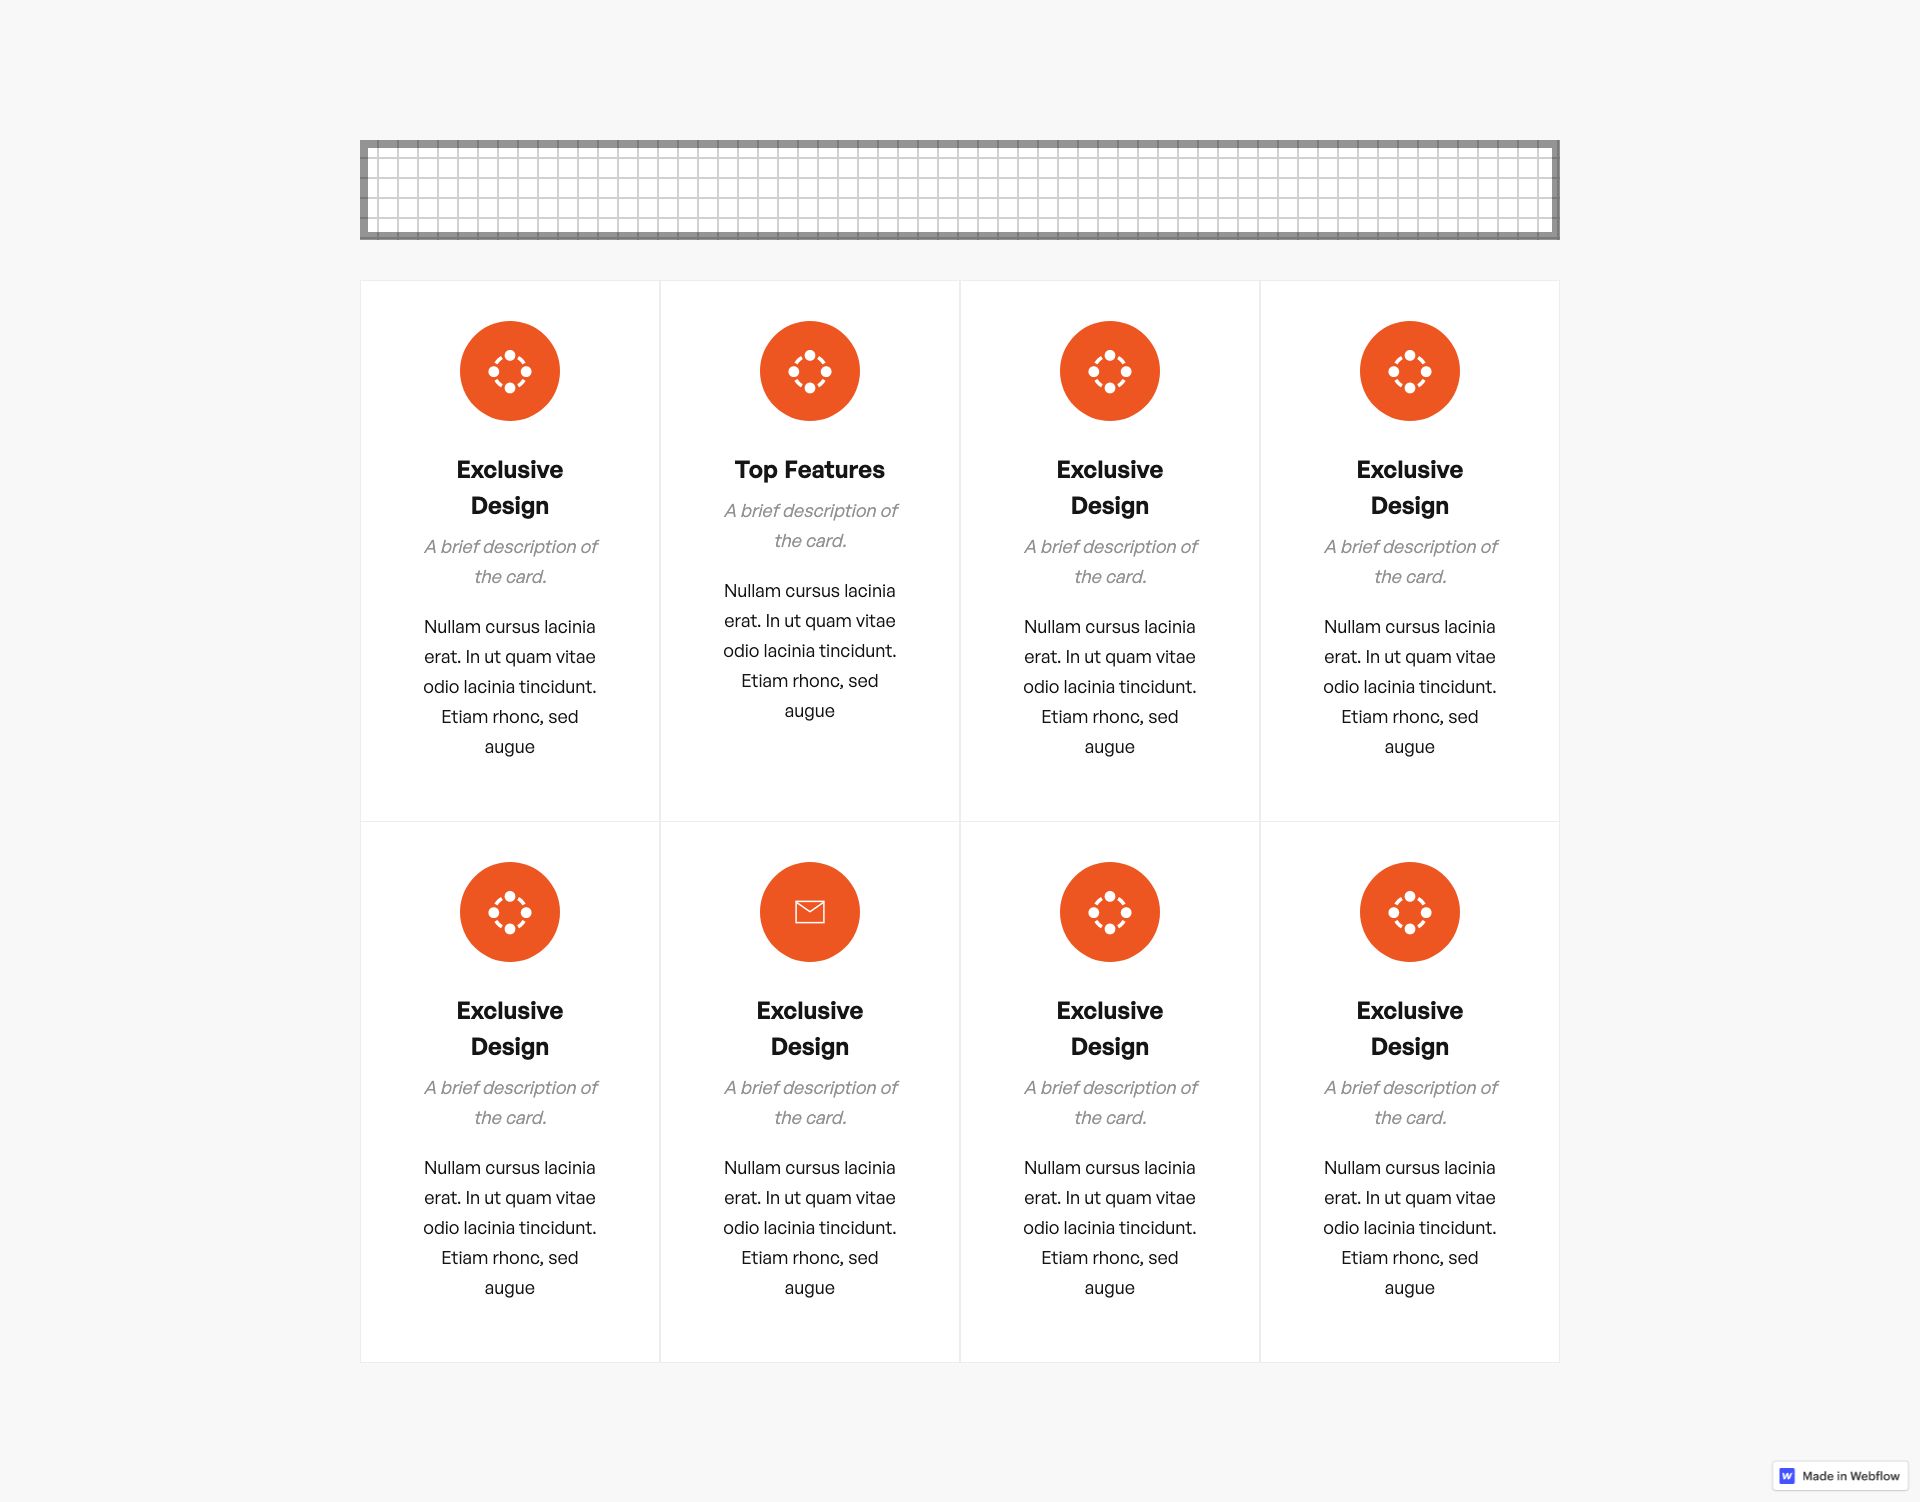 Exclusive
Design
A brief description of
the card.
Nullam cursus lacinia
erat. In ut quam vitae
odio lacinia tincidunt.
Etiam rhonc, sed
augue
Top Features
A brief description of
the card.
Nullam cursus lacinia
erat. In ut quam vitae
odio lacinia tincidunt.
Etiam rhonc, sed
augue
Exclusive
Design
A brief description of
the card.
Nullam cursus lacinia
erat. In ut quam vitae
odio lacinia tincidunt.
Etiam rhonc, sed
augue
Exclusive
Design
A brief description of
the card.
Nullam cursus lacinia
erat. In ut quam vitae
odio lacinia tincidunt.
Etiam rhonc, sed
augue
Exclusive
Design
A brief description of
the card.
Nullam cursus lacinia
erat. In ut quam vitae
odio lacinia tincidunt.
Etiam rhonc, sed
augue
Exclusive
Design
A brief description of
the card.
Nullam cursus lacinia
erat. In ut quam vitae
odio lacinia tincidunt.
Etiam rhonc, sed
augue
Exclusive
Design
A brief description of
the card.
Nullam cursus lacinia
erat. In ut quam vitae
odio lacinia tincidunt.
Etiam rhonc, sed
augue
Exclusive
Design
A brief description of
the card.
Nullam cursus lacinia
erat. In ut quam vitae
odio lacinia tincidunt.
Etiam rhonc, sed
augue
Made in Webflow